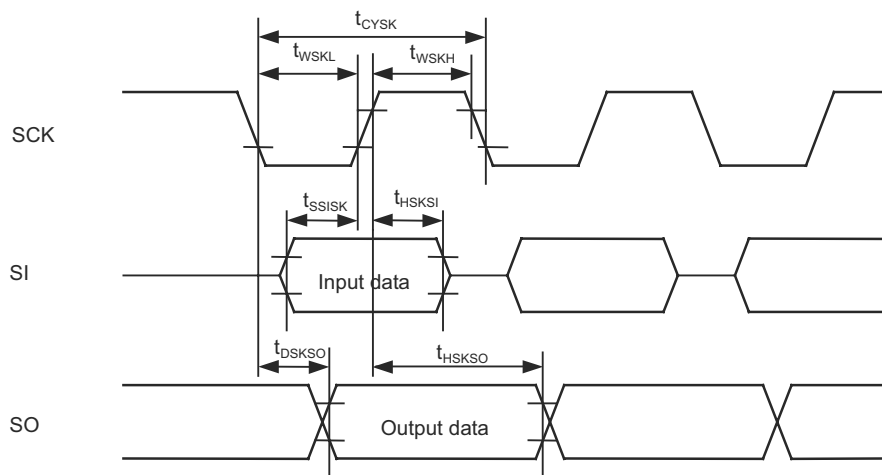 tCYSK
tWSKL
tWSKH
SCK
tSSISK
tHSKSI
SI
Input data
tDSKSO
tHSKSO
SO
Output data